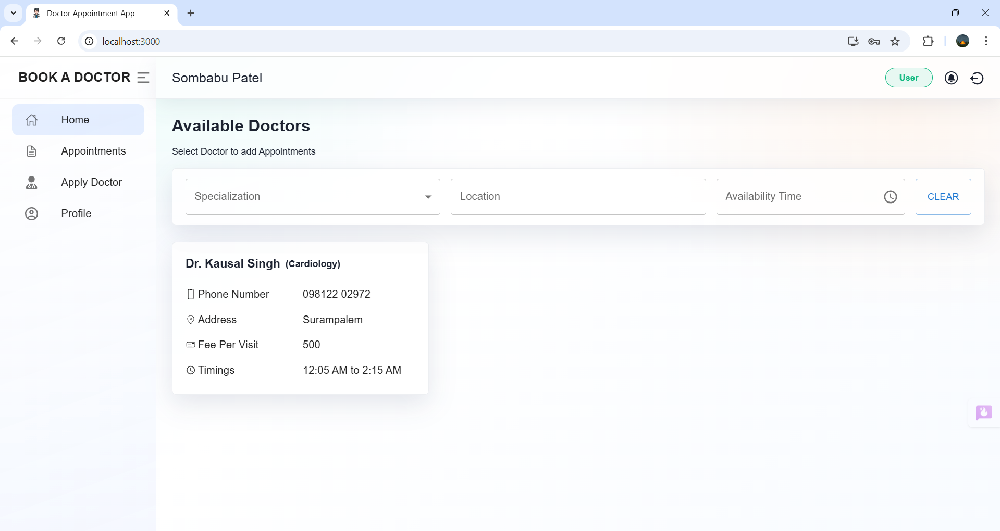 Doctor Appointment App
localhost:3000
BOOK A DOCTOR
Sombabu Patel
User
Home
Appointments
Apply Doctor
Profile
Available Doctors
Select Doctor to add Appointments
Specialization
Location
Availability Time
CLEAR
Dr. Kausal Singh (Cardiology)
Phone Number 098122 02972
Address Surampalem
Fee Per Visit 500
Timings 12:05 AM to 2:15 AM